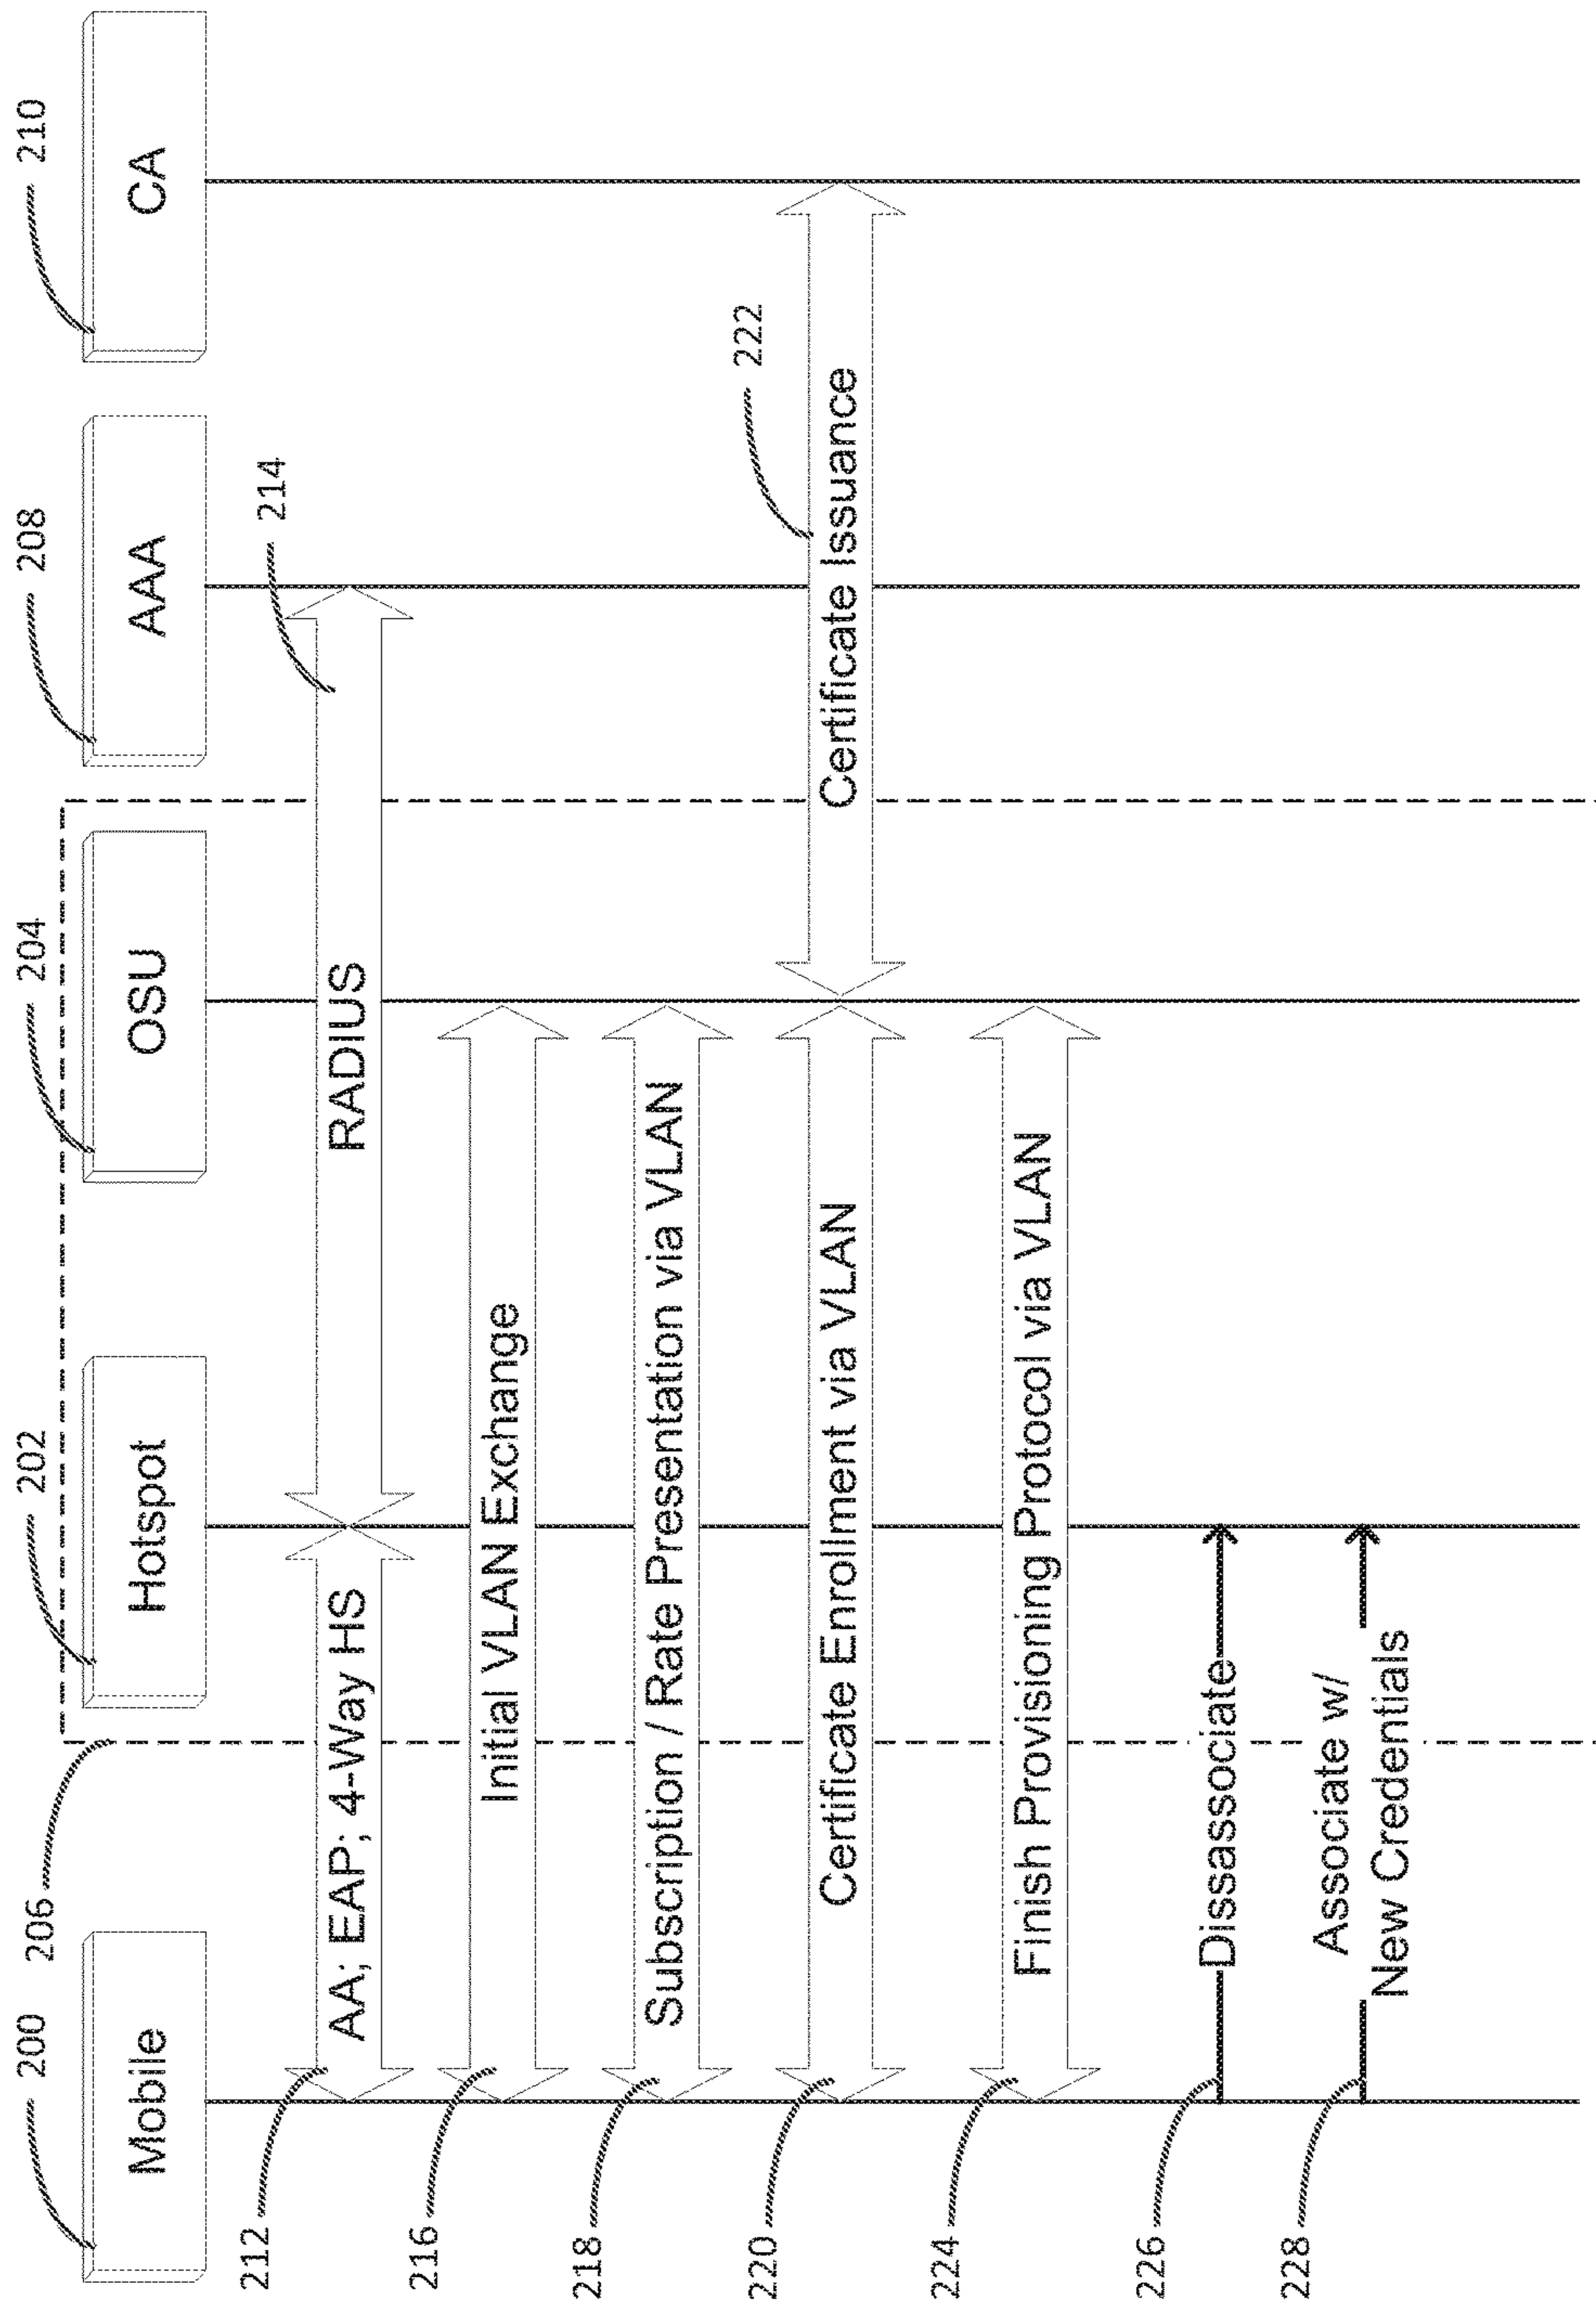 200
206
202
204
208
210
Mobile
Hotspot
OSU
AAA
CA
212
AA; EAP; 4-Way HS
RADIUS
214
216
Initial VLAN Exchange
218
Subscription / Rate Presentation via VLAN
220
Certificate Enrollment via VLAN
Certificate Issuance
222
224
Finish Provisioning Protocol via VLAN
226
Dissassociate
228
Associate w/
New Credentials